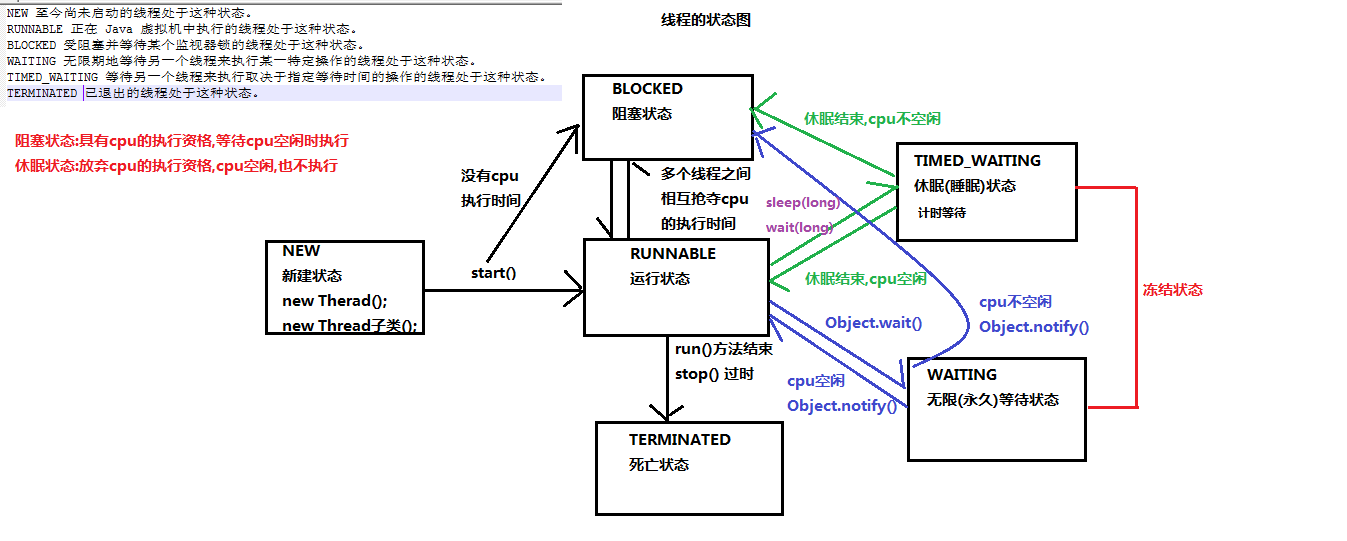 NEW 至今尚未启动的线程处于这种状态。
RUNNABLE 正在 Java 虚拟机中执行的线程处于这种状态。
BLOCKED 受阻塞并等待某个监视器锁的线程处于这种状态。
WAITING 无限期地等待另一个线程来执行某一特定操作的线程处于这种状态。
TIMED_WAITING 等待另一个线程来执行取决于指定等待时间的操作的线程处于这种状态。
TERMINATED 已退出的线程处于这种状态。
线程的状态图
阻塞状态:具有cpu的执行资格,等待cpu空闲时执行
休眠状态:放弃cpu的执行资格,cpu空闲,也不执行
BLOCKED
阻塞状态
休眠结束,cpu不空闲
TIMED_WAITING
休眠(睡眠)状态
计时等待
没有cpu
执行时间
多个线程之间
相互抢夺cpu
的执行时间
sleep(long)
wait(long)
NEW
新建状态
new Therad();
new Thread子类();
start()
RUNNABLE
运行状态
休眠结束,cpu空闲
冻结状态
cpu不空闲
Object.notify()
Object.wait()
run()方法结束
stop() 过时
cpu空闲
Object.notify()
WAITING
无限(永久)等待状态
TERMINATED
死亡状态